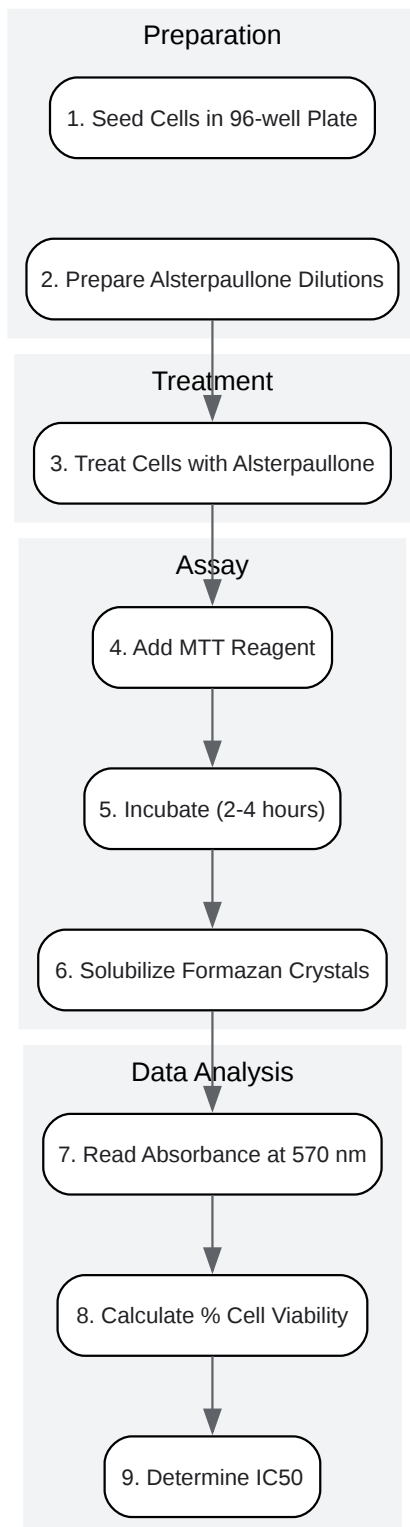 Preparation
1. Seed Cells in 96-well Plate
2. Prepare Alsterpaullone Dilutions
Treatment
3. Treat Cells with Alsterpaullone
Assay
4. Add MTT Reagent
5. Incubate (2-4 hours)
6. Solubilize Formazan Crystals
Data Analysis
7. Read Absorbance at 570 nm
8. Calculate % Cell Viability
9. Determine IC50